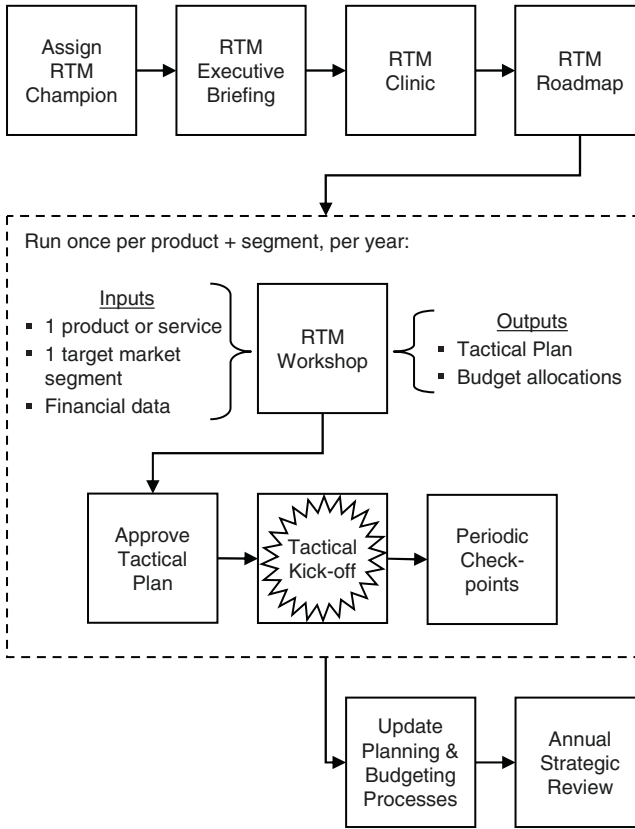 Assign
RTM
Champion
RTM
Executive
Briefing
RTM
Clinic
RTM
Roadmap
Run once per product + segment, per year:
Inputs
▪ 1 product or service
▪ 1 target market
segment
▪ Financial data
RTM
Workshop
Outputs
▪ Tactical Plan
▪ Budget allocations
Approve
Tactical
Plan
Tactical
Kick-off
Periodic
Check-
points
Update
Planning &
Budgeting
Processes
Annual
Strategic
Review